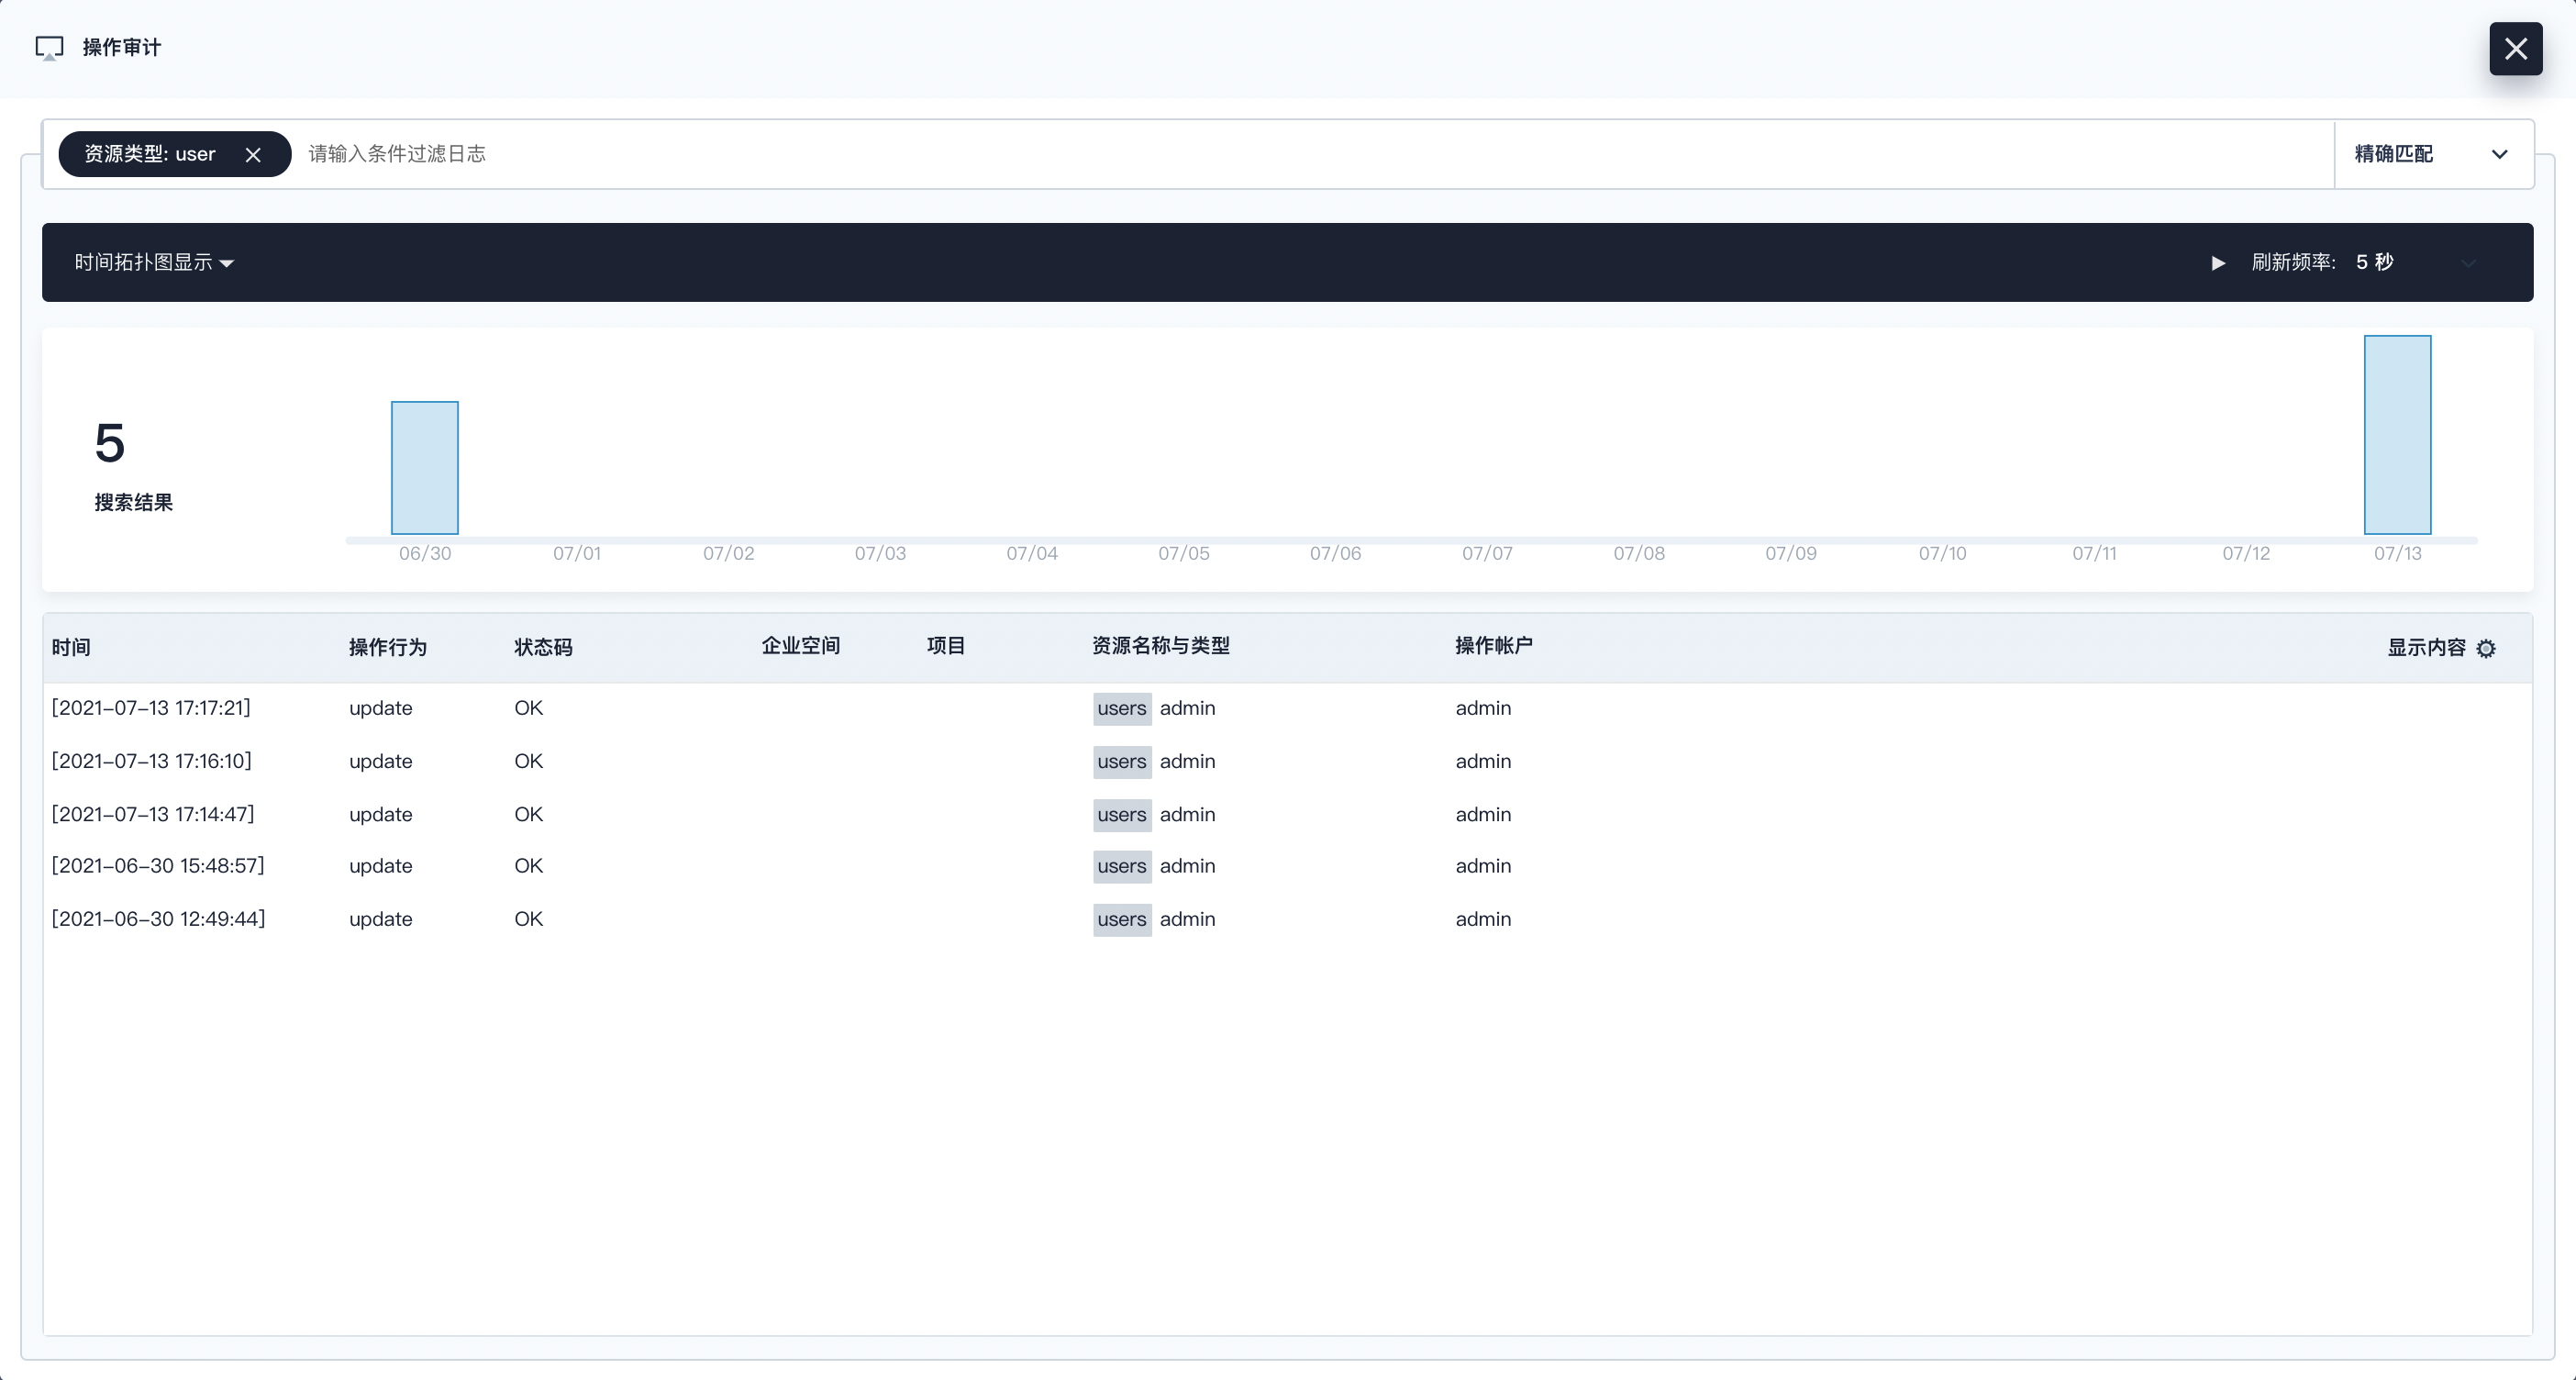 操作审计
资源类型: user 请输入条件过滤日志 精确匹配
时间拓扑图显示 刷新频率: 5 秒
5
搜索结果
06/30 07/01 07/02 07/03 07/04 07/05 07/06 07/07 07/08 07/09 07/10 07/11 07/12 07/13
时间 操作行为 状态码 企业空间 项目 资源名称与类型 操作帐户 显示内容
[2021-07-13 17:17:21] update OK users admin admin
[2021-07-13 17:16:10] update OK users admin admin
[2021-07-13 17:14:47] update OK users admin admin
[2021-06-30 15:48:57] update OK users admin admin
[2021-06-30 12:49:44] update OK users admin admin